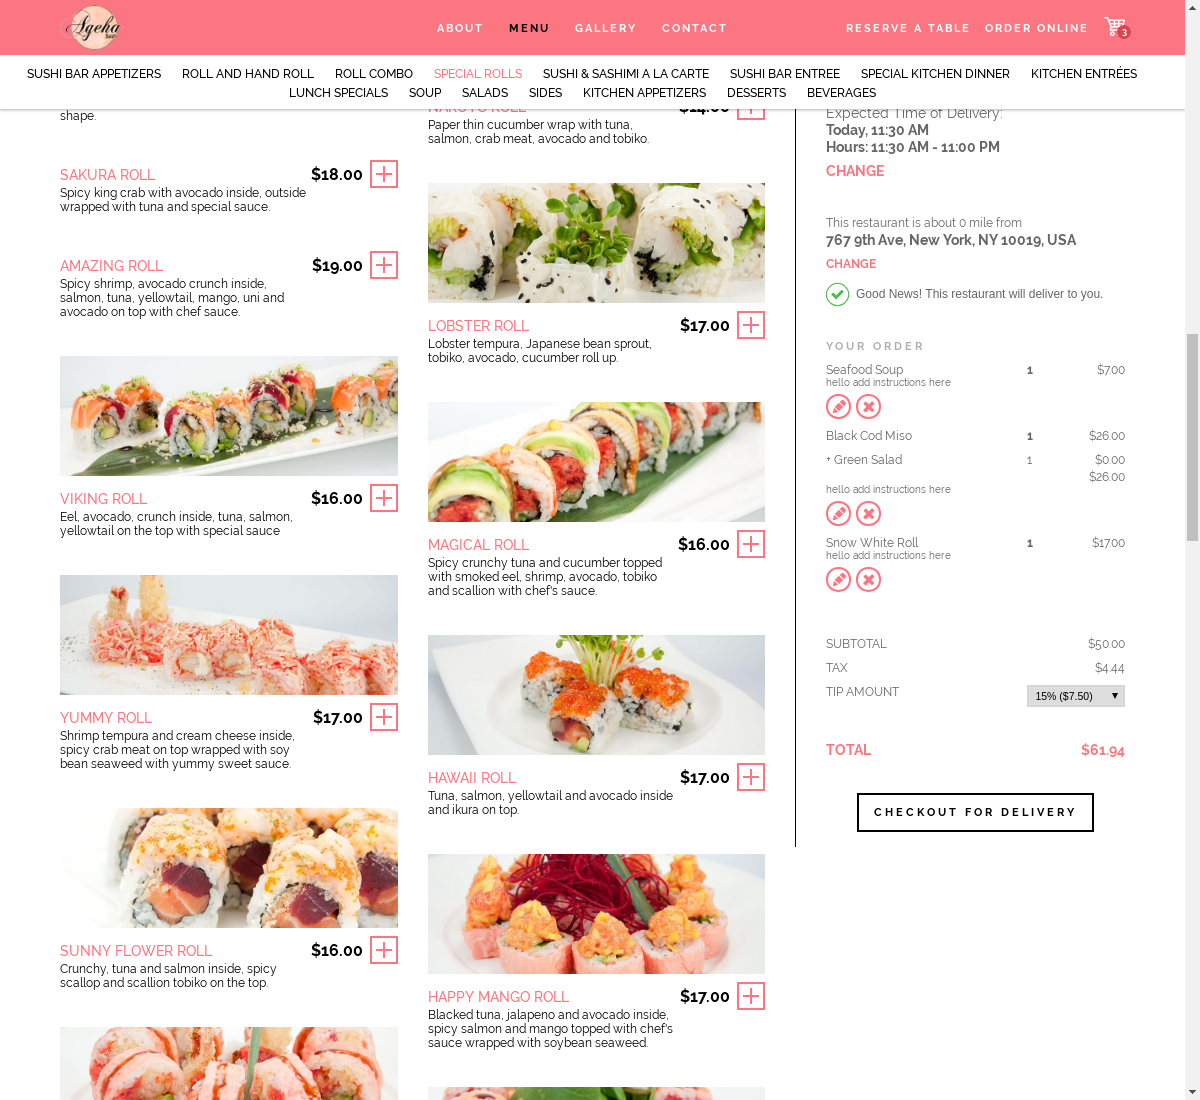 Ageha
ABOUT
MENU
GALLERY
CONTACT
RESERVE A TABLE
ORDER ONLINE
3
SUSHI BAR APPETIZERS
ROLL AND HAND ROLL
ROLL COMBO
SPECIAL ROLLS
SUSHI & SASHIMI A LA CARTE
SUSHI BAR ENTREE
SPECIAL KITCHEN DINNER
KITCHEN ENTRÉES
LUNCH SPECIALS
SOUP
SALADS
SIDES
KITCHEN APPETIZERS
DESSERTS
BEVERAGES
shape.
SAKURA ROLL
$18.00
Spicy king crab with avocado inside, outside
wrapped with tuna and special sauce.
AMAZING ROLL
$19.00
Spicy shrimp, avocado crunch inside,
salmon, tuna, yellowtail, mango, uni and
avocado on top with chef sauce.
VIKING ROLL
$16.00
Eel, avocado, crunch inside, tuna, salmon,
yellowtail on the top with special sauce
YUMMY ROLL
$17.00
Shrimp tempura and cream cheese inside,
spicy crab meat on top wrapped with soy
bean seaweed with yummy sweet sauce.
SUNNY FLOWER ROLL
$16.00
Crunchy, tuna and salmon inside, spicy
scallop and scallion tobiko on the top.
NARUTO ROLL
$14.00
Paper thin cucumber wrap with tuna,
salmon, crab meat, avocado and tobiko.
LOBSTER ROLL
$17.00
Lobster tempura, Japanese bean sprout,
tobiko, avocado, cucumber roll up.
MAGICAL ROLL
$16.00
Spicy crunchy tuna and cucumber topped
with smoked eel, shrimp, avocado, tobiko
and scallion with chef's sauce.
HAWAII ROLL
$17.00
Tuna, salmon, yellowtail and avocado inside
and ikura on top.
HAPPY MANGO ROLL
$17.00
Blacked tuna, jalapeno and avocado inside,
spicy salmon and mango topped with chef's
sauce wrapped with soybean seaweed.
Expected Time of Delivery:
Today, 11:30 AM
Hours: 11:30 AM - 11:00 PM
CHANGE
This restaurant is about 0 mile from
767 9th Ave, New York, NY 10019, USA
CHANGE
Good News! This restaurant will deliver to you.
YOUR ORDER
Seafood Soup 1 $7.00
hello add instructions here
Black Cod Miso 1 $26.00
+ Green Salad 1 $0.00
$26.00
hello add instructions here
Snow White Roll 1 $17.00
hello add instructions here
SUBTOTAL $50.00
TAX $4.44
TIP AMOUNT 15% ($7.50)
TOTAL $61.94
CHECKOUT FOR DELIVERY